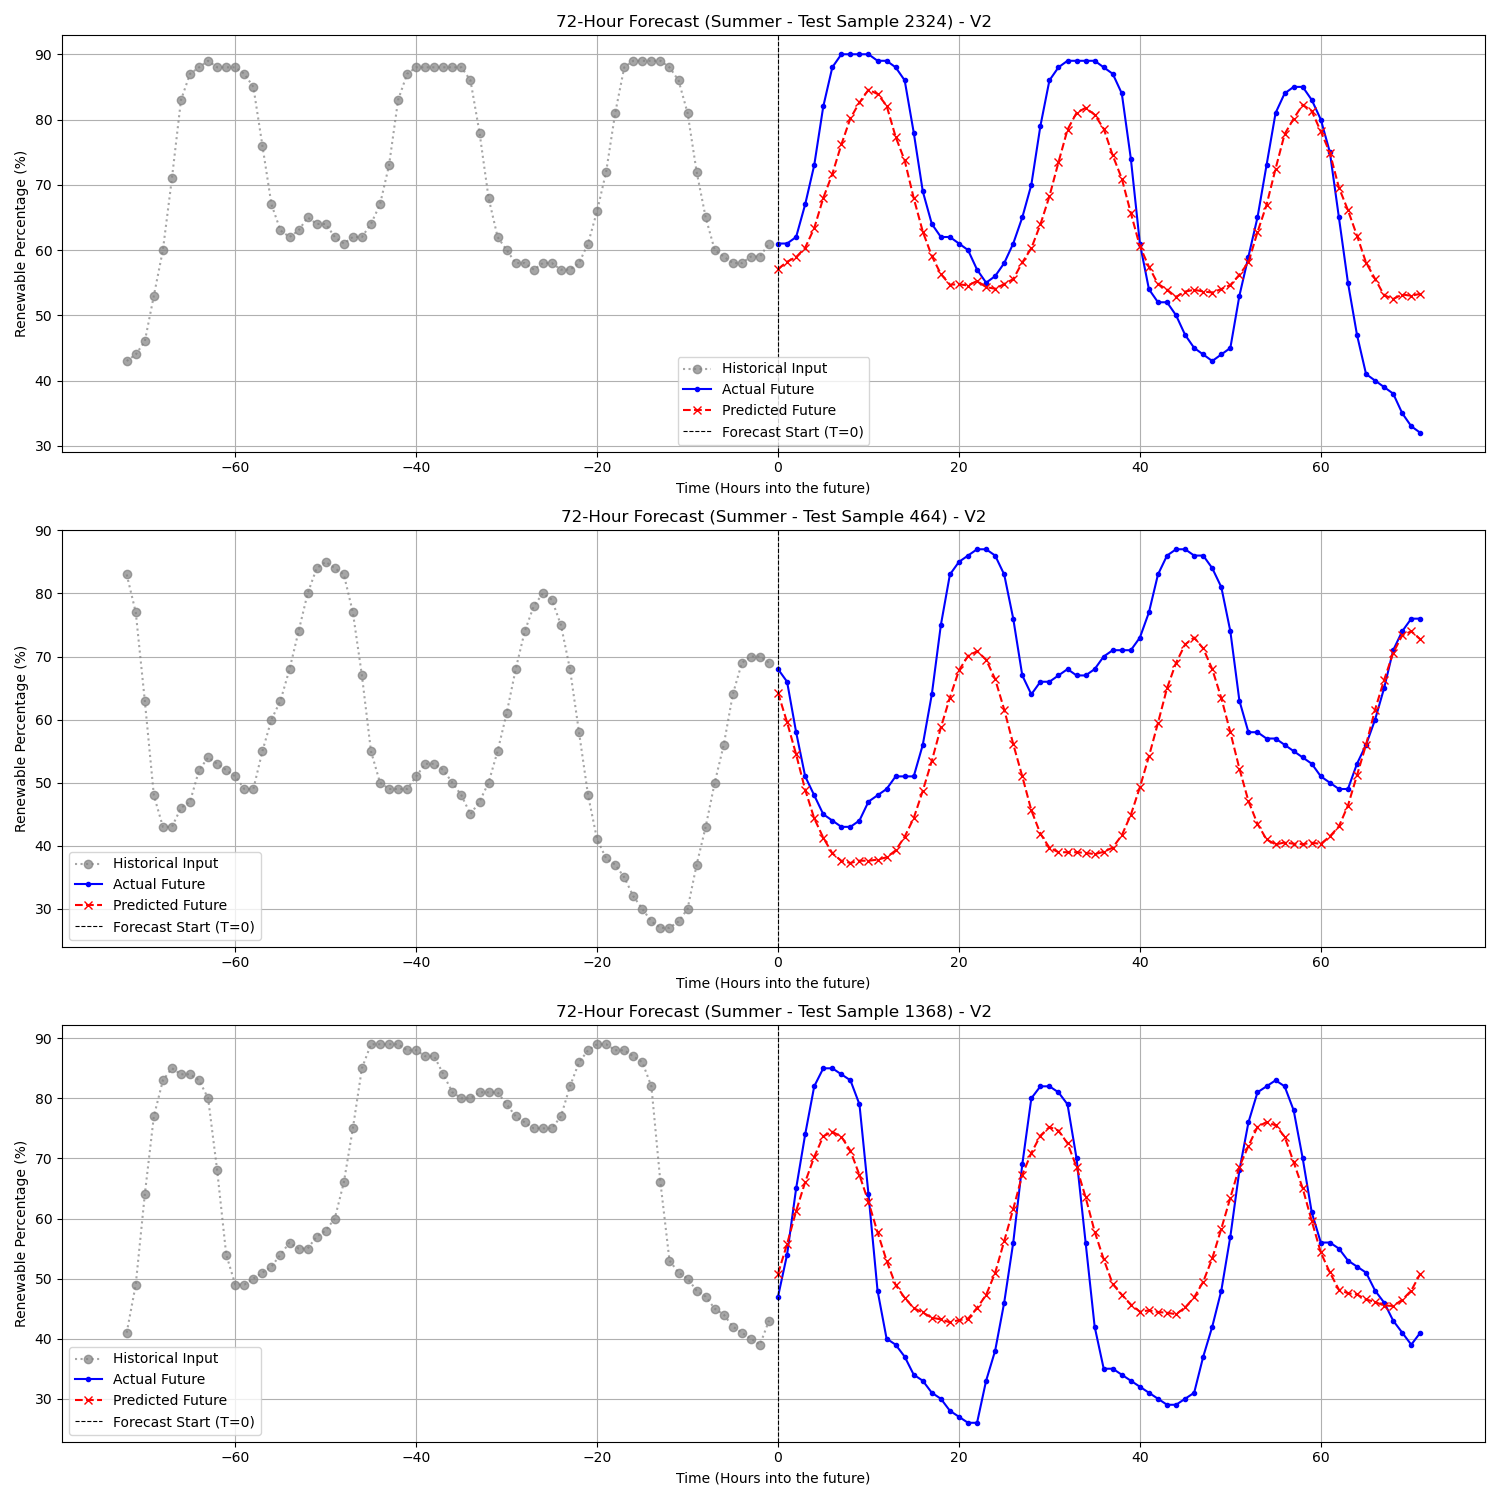 72-Hour Forecast (Summer - Test Sample 2324) - V2
Renewable Percentage (%)
90
80
70
60
50
40
30
Historical Input
Actual Future
Predicted Future
Forecast Start (T=0)
−60
−40
−20
0
20
40
60
Time (Hours into the future)
72-Hour Forecast (Summer - Test Sample 464) - V2
Renewable Percentage (%)
90
80
70
60
50
40
30
Historical Input
Actual Future
Predicted Future
Forecast Start (T=0)
−60
−40
−20
0
20
40
60
Time (Hours into the future)
72-Hour Forecast (Summer - Test Sample 1368) - V2
Renewable Percentage (%)
90
80
70
60
50
40
30
Historical Input
Actual Future
Predicted Future
Forecast Start (T=0)
−60
−40
−20
0
20
40
60
Time (Hours into the future)